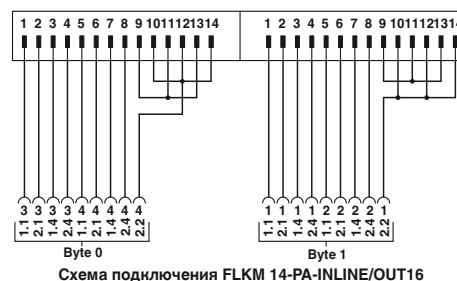 1 2 3 4 5 6 7 8 9 10 11 12 13 14
1 2 3 4 5 6 7 8 9 10 11 12 13 14
3 3 3 3 4 4 4 4 4
1.1 2.1 1.4 2.4 1.1 2.1 1.4 2.4 2.2
Byte 0
1 1 1 1 2 2 2 2 1
1.1 2.1 1.4 2.4 1.1 2.1 1.4 2.4 2.2
Byte 1
Схема подключения FLKM 14-PA-INLINE/OUT16